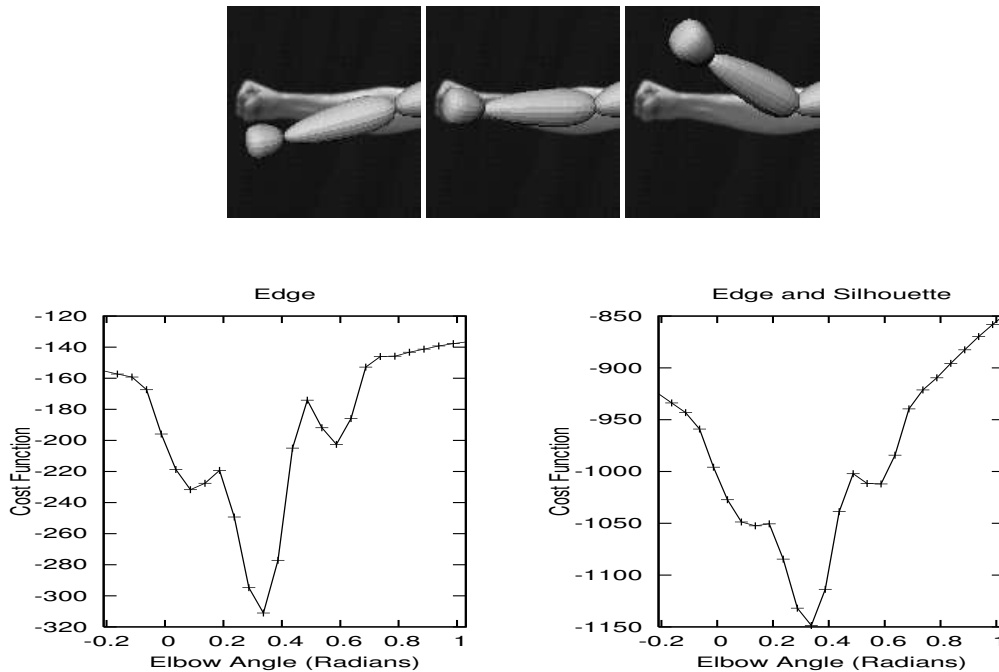 Edge
-120
-140
-160
-180
-200
-220
-240
-260
-280
-300
-320
Cost Function
-0.2 0 0.2 0.4 0.6 0.8 1
Elbow Angle (Radians)
Edge and Silhouette
-850
-900
-950
-1000
-1050
-1100
-1150
Cost Function
-0.2 0 0.2 0.4 0.6 0.8 1
Elbow Angle (Radians)